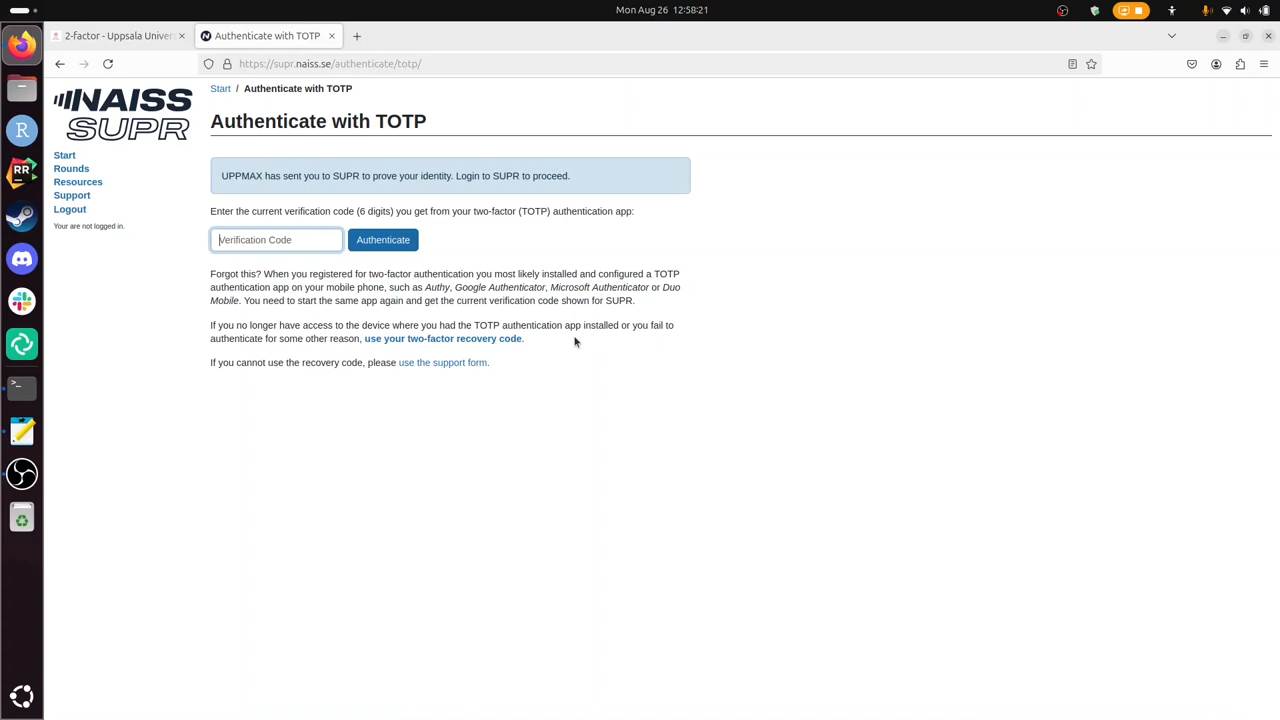 Mon Aug 26 12:58:21
2-factor - Uppsala Univer
Authenticate with TOTP
https://supr.naiss.se/authenticate/totp/
NAISS
SUPR
Start
Rounds
Resources
Support
Logout
Your are not logged in.
Start / Authenticate with TOTP
Authenticate with TOTP
UPPMAX has sent you to SUPR to prove your identity. Login to SUPR to proceed.
Enter the current verification code (6 digits) you get from your two-factor (TOTP) authentication app:
Verification Code
Authenticate
Forgot this? When you registered for two-factor authentication you most likely installed and configured a TOTP
authentication app on your mobile phone, such as Authy, Google Authenticator, Microsoft Authenticator or Duo
Mobile. You need to start the same app again and get the current verification code shown for SUPR.
If you no longer have access to the device where you had the TOTP authentication app installed or you fail to
authenticate for some other reason, use your two-factor recovery code.
If you cannot use the recovery code, please use the support form.
R
RR
>_